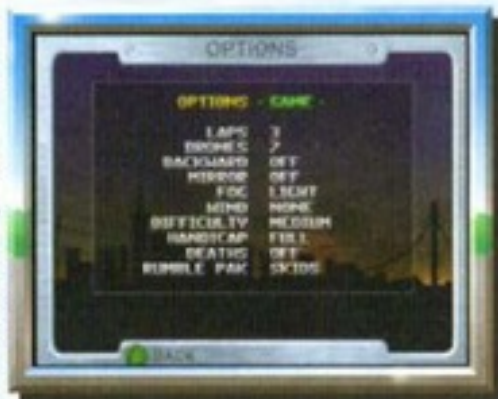 OPTIONS
OPTIONS - GAME -
LAPS 3
DRONES 7
BACKWARD OFF
MIRROR OFF
FOG LIGHT
WIND NONE
DIFFICULTY MEDIUM
HANDICAP FULL
DEATHS OFF
RUMBLE PAK SKIDS
BACK